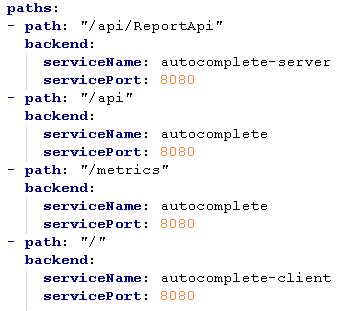 paths:
- path: "/api/ReportApi"
  backend:
    serviceName: autocomplete-server
    servicePort: 8080
- path: "/api"
  backend:
    serviceName: autocomplete
    servicePort: 8080
- path: "/metrics"
  backend:
    serviceName: autocomplete
    servicePort: 8080
- path: "/"
  backend:
    serviceName: autocomplete-client
    servicePort: 8080